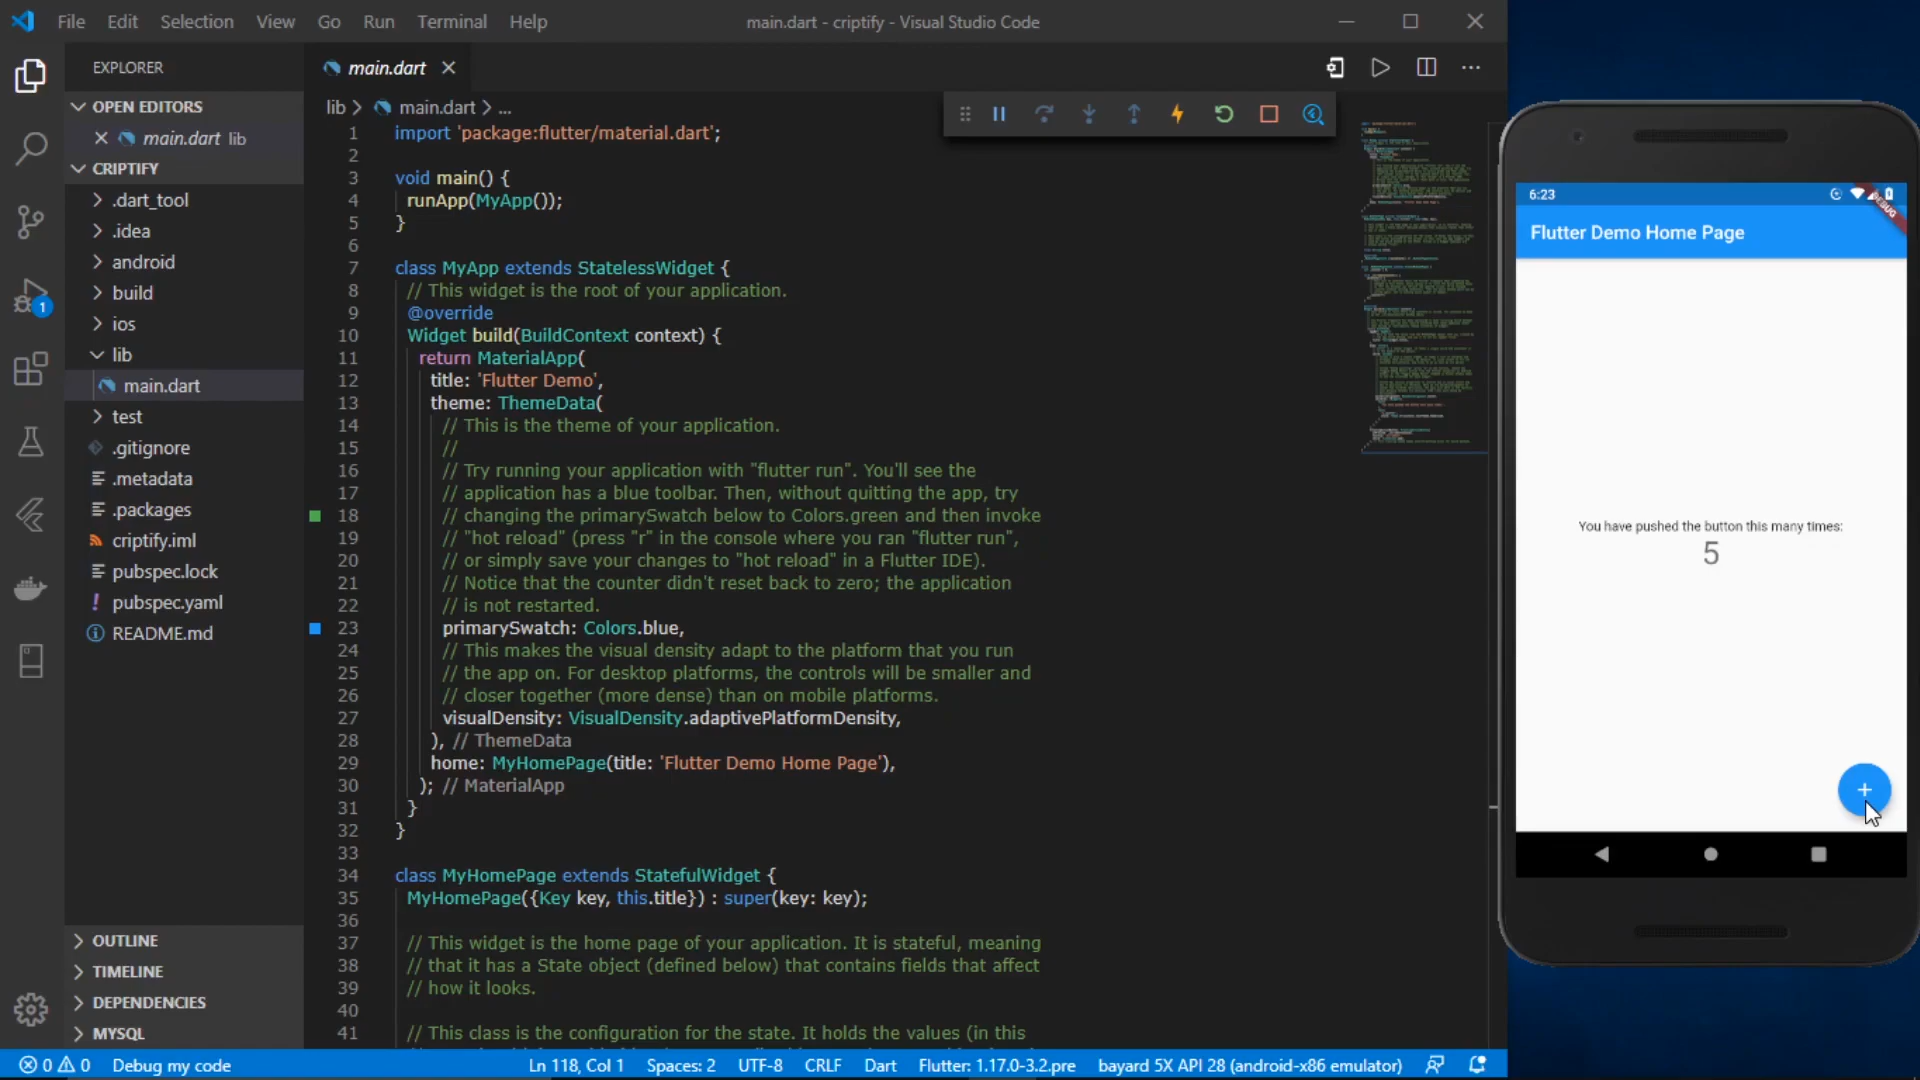 File Edit Selection View Go Run Terminal Help
main.dart - criptify - Visual Studio Code
EXPLORER
OPEN EDITORS
main.dart lib
CRIPTIFY
.dart_tool
.idea
android
build
ios
lib
main.dart
test
.gitignore
.metadata
.packages
criptify.iml
pubspec.lock
pubspec.yaml
README.md
OUTLINE
TIMELINE
DEPENDENCIES
MYSQL
1
main.dart
lib > main.dart > ...
1 import 'package:flutter/material.dart';
2
3 void main() {
4 runApp(MyApp());
5 }
6
7 class MyApp extends StatelessWidget {
8 // This widget is the root of your application.
9 @override
10 Widget build(BuildContext context) {
11 return MaterialApp(
12 title: 'Flutter Demo',
13 theme: ThemeData(
14 // This is the theme of your application.
15 //
16 // Try running your application with "flutter run". You'll see the
17 // application has a blue toolbar. Then, without quitting the app, try
18 // changing the primarySwatch below to Colors.green and then invoke
19 // "hot reload" (press "r" in the console where you ran "flutter run",
20 // or simply save your changes to "hot reload" in a Flutter IDE).
21 // Notice that the counter didn't reset back to zero; the application
22 // is not restarted.
23 primarySwatch: Colors.blue,
24 // This makes the visual density adapt to the platform that you run
25 // the app on. For desktop platforms, the controls will be smaller and
26 // closer together (more dense) than on mobile platforms.
27 visualDensity: VisualDensity.adaptivePlatformDensity,
28 ), // ThemeData
29 home: MyHomePage(title: 'Flutter Demo Home Page'),
30 ); // MaterialApp
31 }
32 }
33
34 class MyHomePage extends StatefulWidget {
35 MyHomePage({Key key, this.title}) : super(key: key);
36
37 // This widget is the home page of your application. It is stateful, meaning
38 // that it has a State object (defined below) that contains fields that affect
39 // how it looks.
40
41 // This class is the configuration for the state. It holds the values (in this
0 0 Debug my code Ln 118, Col 1 Spaces: 2 UTF-8 CRLF Dart Flutter: 1.17.0-3.2.pre bayard 5X API 28 (android-x86 emulator)
6:23
DEBUG
Flutter Demo Home Page
You have pushed the button this many times:
5
+